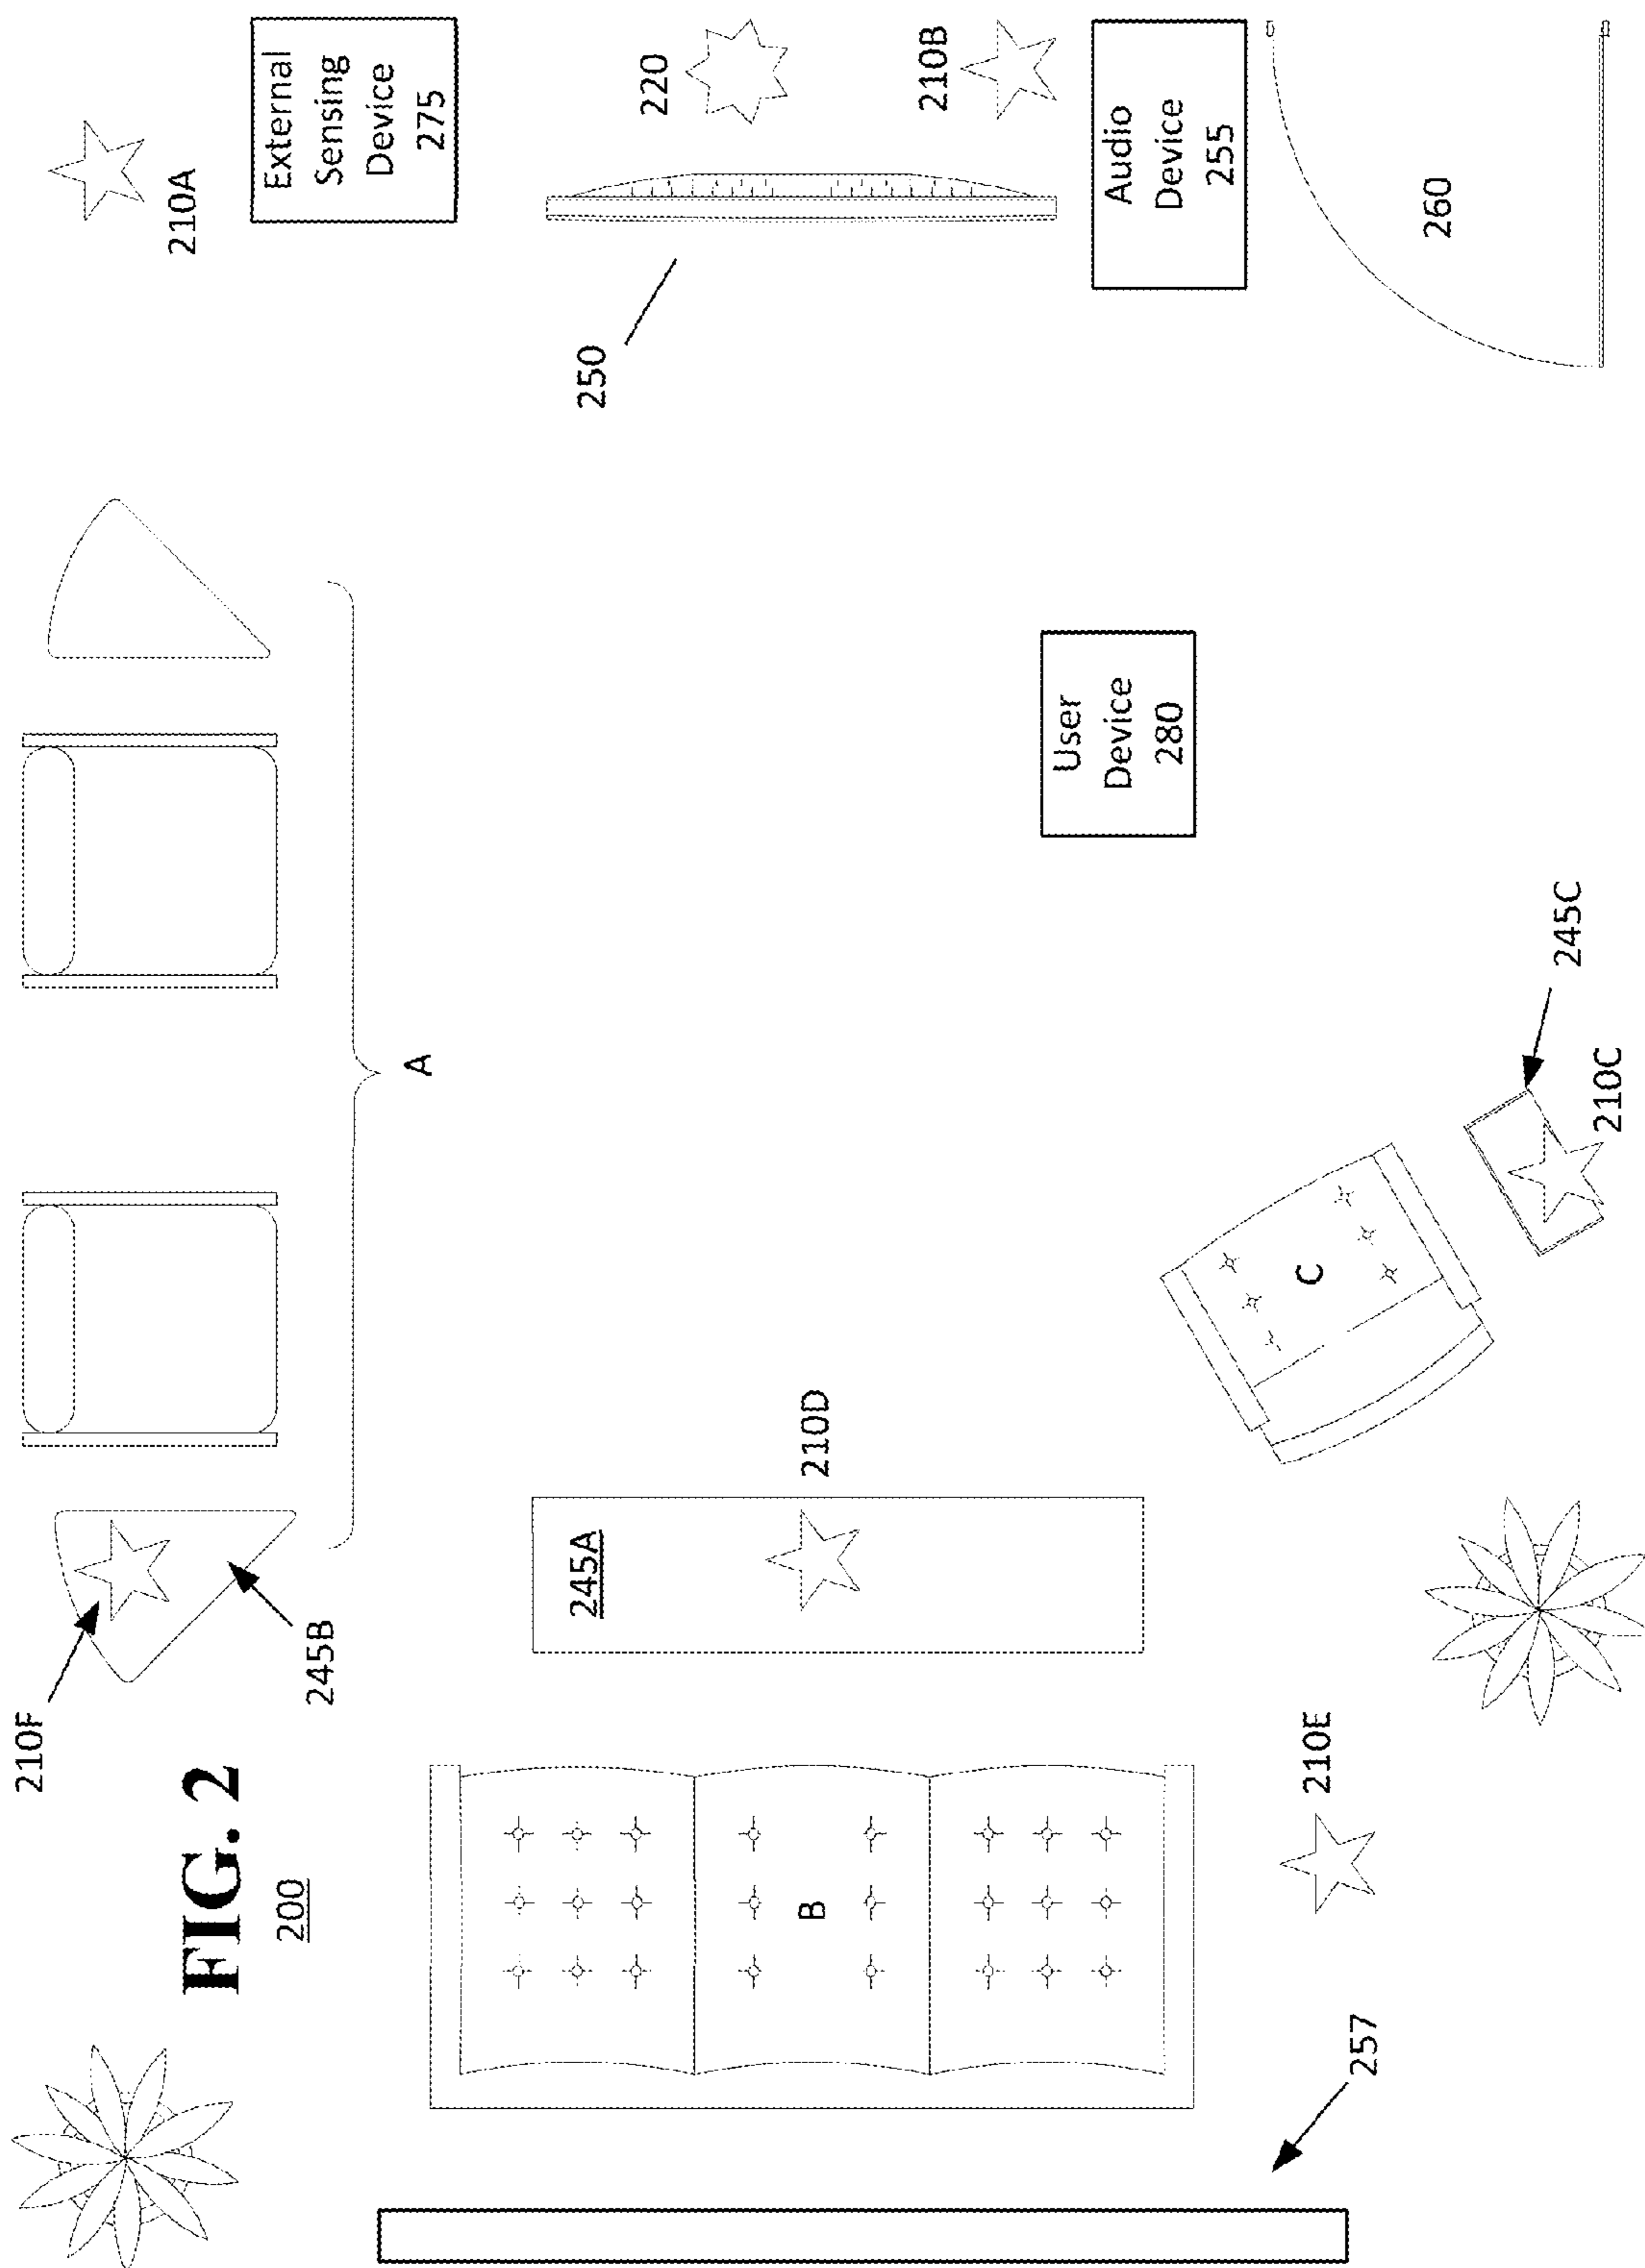 FIG. 2
200
210A
External
Sensing
Device
275
220
210B
Audio
Device
255
250
260
A
User
Device
280
210F
245B
245A
210D
C
245C
210C
B
210E
257